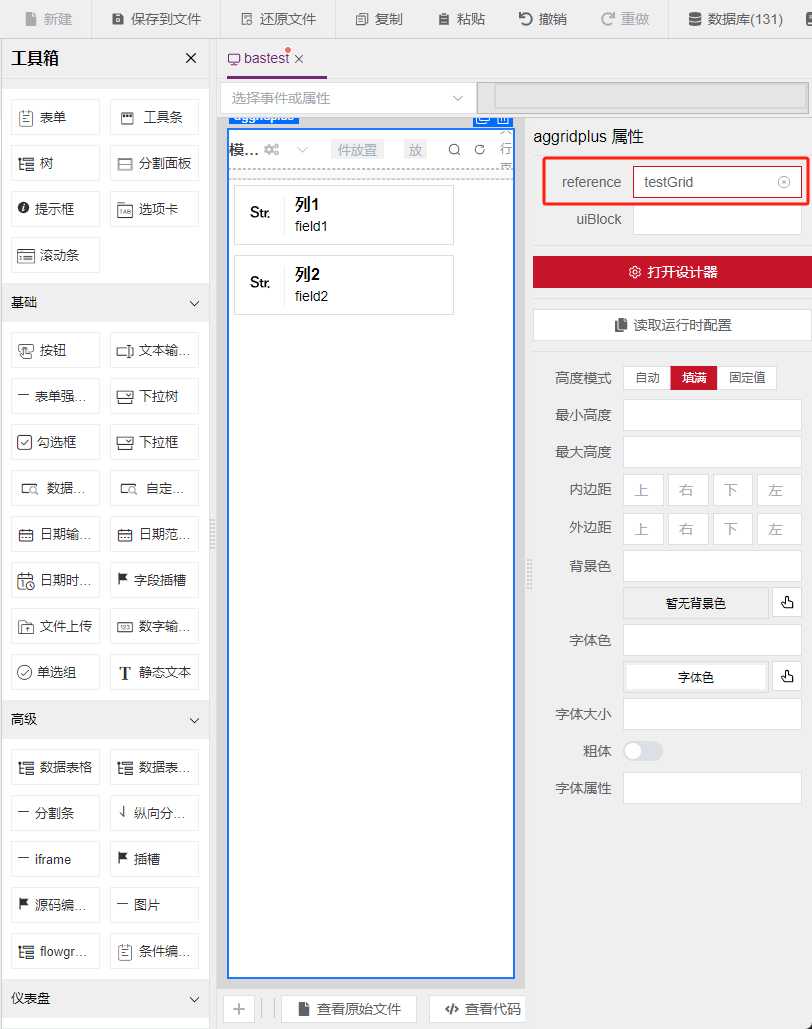 新建 保存到文件 还原文件 复制 粘贴 撤销 重做 数据库(131)
工具箱
表单 工具条
树 分割面板
提示框 选项卡
滚动条
基础
按钮 文本输...
表单强... 下拉树
勾选框 下拉框
数据... 自定...
日期输... 日期范...
日期时... 字段插槽
文件上传 数字输...
单选组 静态文本
高级
数据表格 数据表...
分割条 纵向分...
iframe 插槽
源码编... 图片
flowgr... 条件编...
仪表盘
bastest
选择事件或属性
aggridplus
模... 件放置 放 行
Str. 列1
field1
Str. 列2
field2
查看原始文件 查看代码
aggridplus 属性
reference testGrid
uiBlock
打开设计器
读取运行时配置
高度模式 自动 填满 固定值
最小高度
最大高度
内边距 上 右 下 左
外边距 上 右 下 左
背景色
暂无背景色
字体色
字体色
字体大小
粗体
字体属性